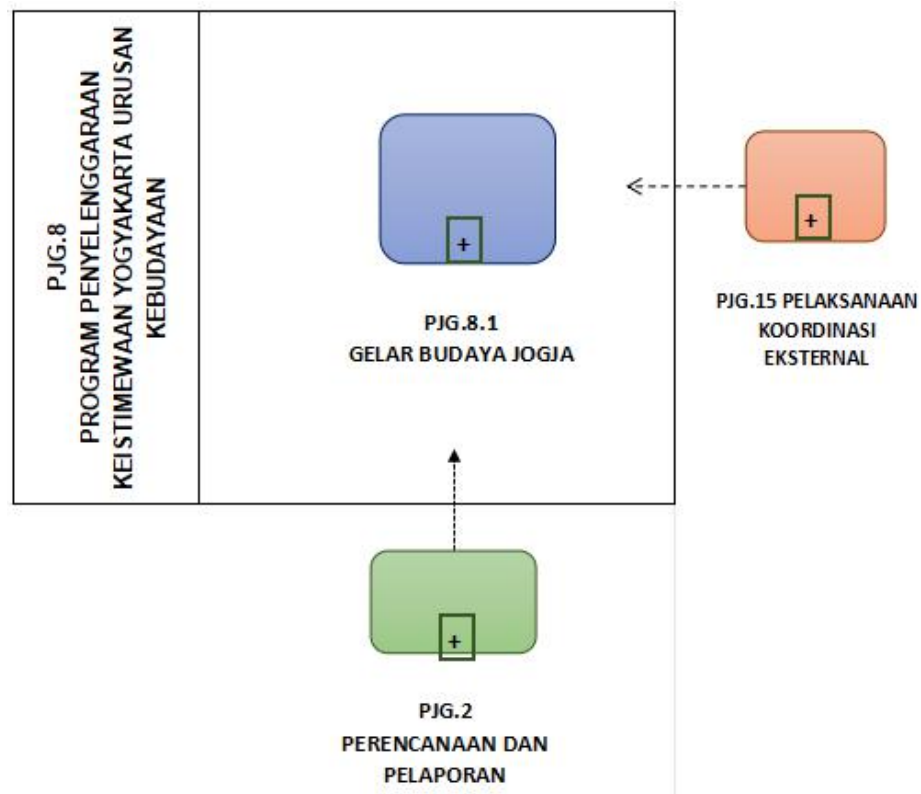 PJG.8
PROGRAM PENYELENGGARAAN
KEISTIMEWAAN YOGYAKARTA URUSAN
KEBUDAYAAN
+
PJG.8.1
GELAR BUDAYA JOGJA
+
PJG.15 PELAKSANAAN
KOORDINASI
EKSTERNAL
+
PJG.2
PERENCANAAN DAN
PELAPORAN